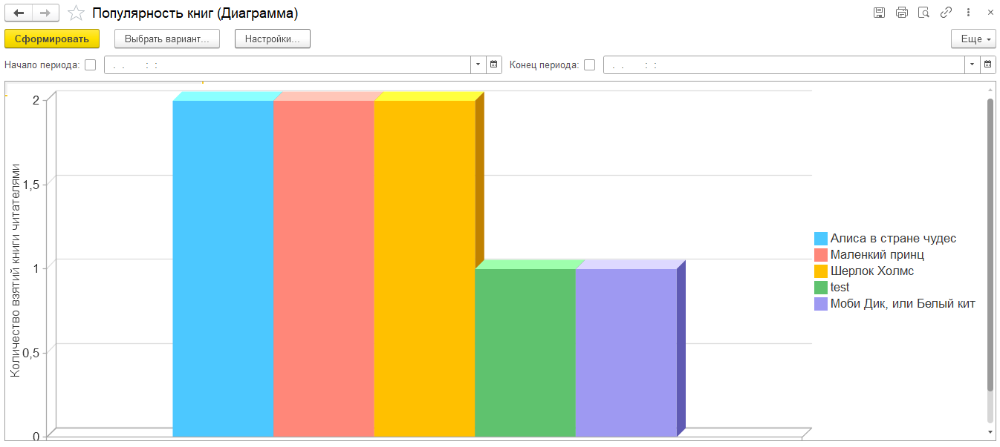 Популярность книг (Диаграмма)
Сформировать
Выбрать вариант...
Настройки...
Еще
Начало периода:
. . : :
Конец периода:
. . : :
2
1,5
1
0,5
0
Количество взятий книги читателями
Алиса в стране чудес
Маленкий принц
Шерлок Холмс
test
Моби Дик, или Белый кит